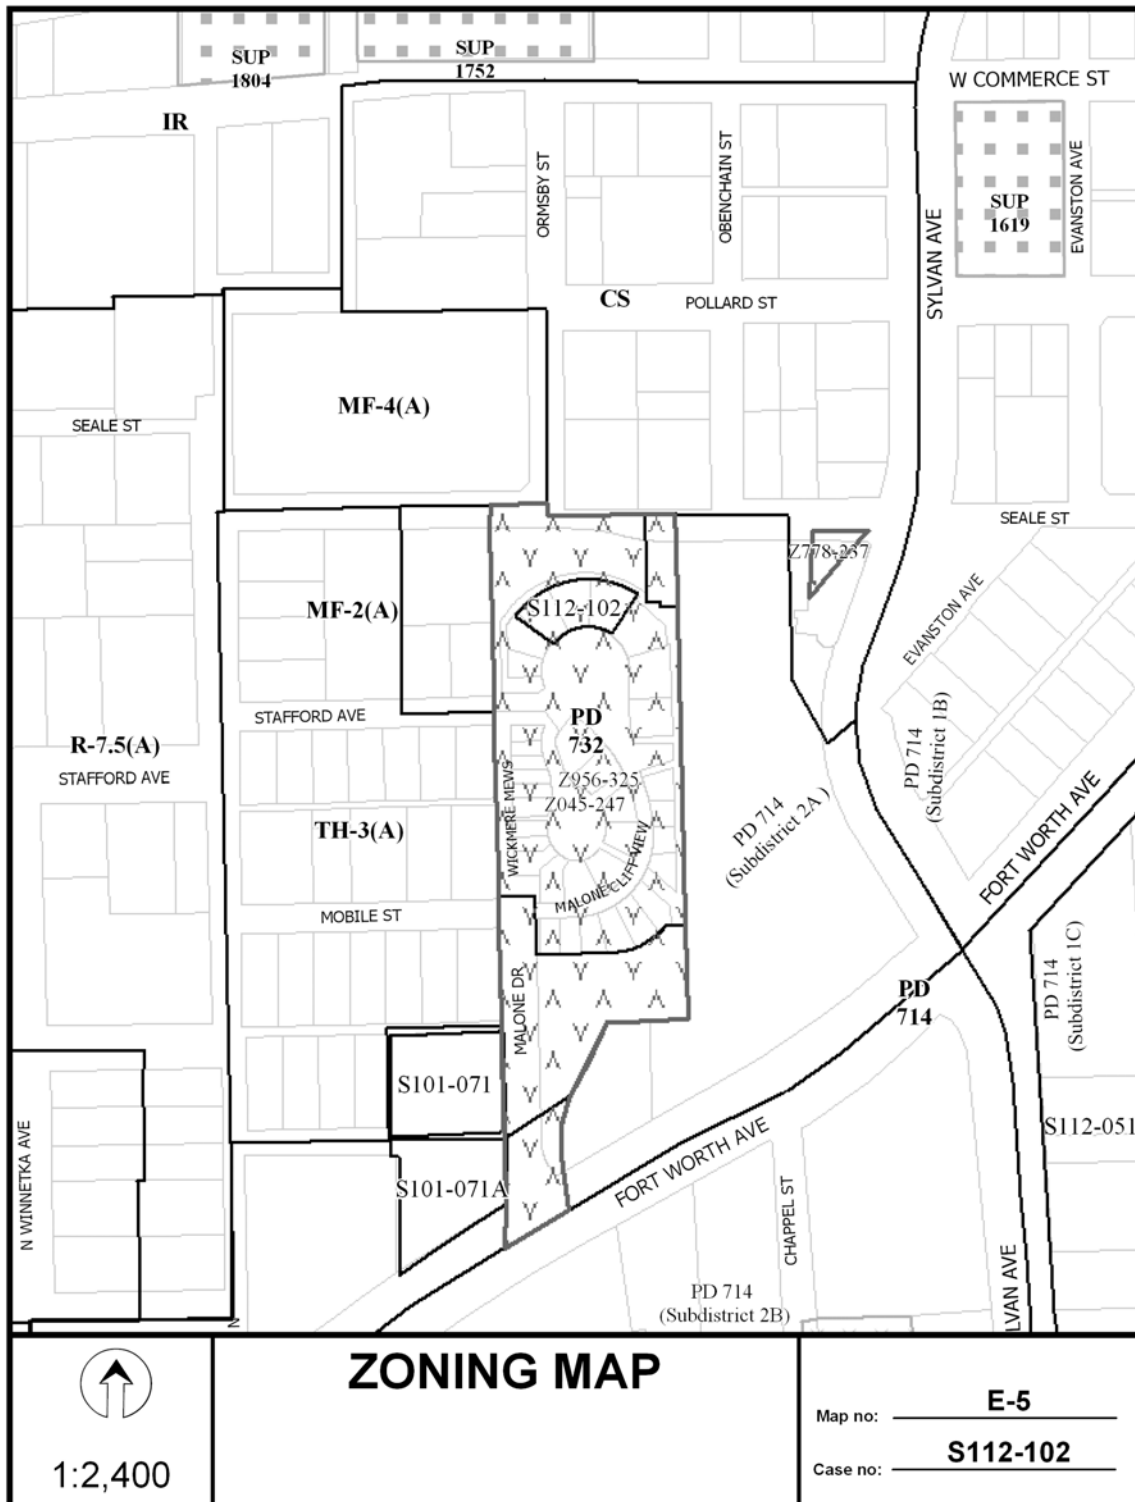 SUP
1804
SUP
1752
W COMMERCE ST
IR
ORMSBY ST
OBENCHAIN ST
SYLVAN AVE
SUP
1619
EVANSTON AVE
CS
POLLARD ST
MF-4(A)
SEALE ST
SEALE ST
Z778-237
S112-102
MF-2(A)
EVANSTON AVE
STAFFORD AVE
PD
732
R-7.5(A)
STAFFORD AVE
Z956-325
Z045-247
WICKMERE MEWS
TH-3(A)
MALONE CLIFF VIEW
PD 714
(Subdistrict 2A )
PD 714
(Subdistrict 1B)
FORT WORTH AVE
MOBILE ST
MALONE DR
PD
714
PD 714
(Subdistrict 1C)
S101-071
S112-051
N WINNETKA AVE
S101-071A
FORT WORTH AVE
CHAPPEL ST
LVAN AVE
PD 714
(Subdistrict 2B)
N
ZONING MAP
1:2,400
Map no: E-5
Case no: S112-102